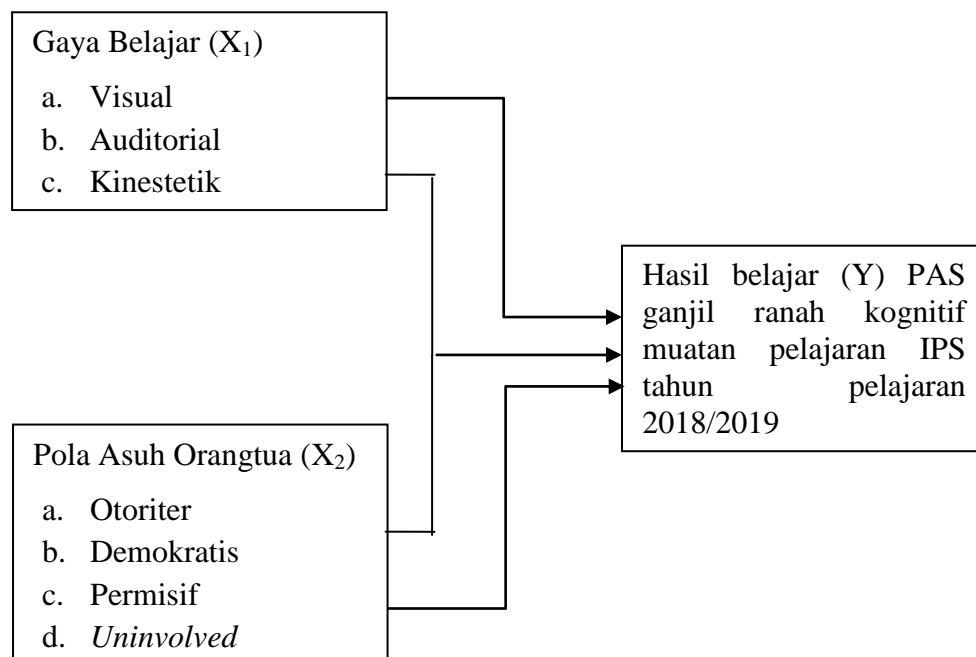 Gaya Belajar (X₁)
a. Visual
b. Auditorial
c. Kinestetik
Hasil belajar (Y) PAS
ganjil ranah kognitif
muatan pelajaran IPS
tahun pelajaran
2018/2019
Pola Asuh Orangtua (X₂)
a. Otoriter
b. Demokratis
c. Permisif
d. Uninvolved